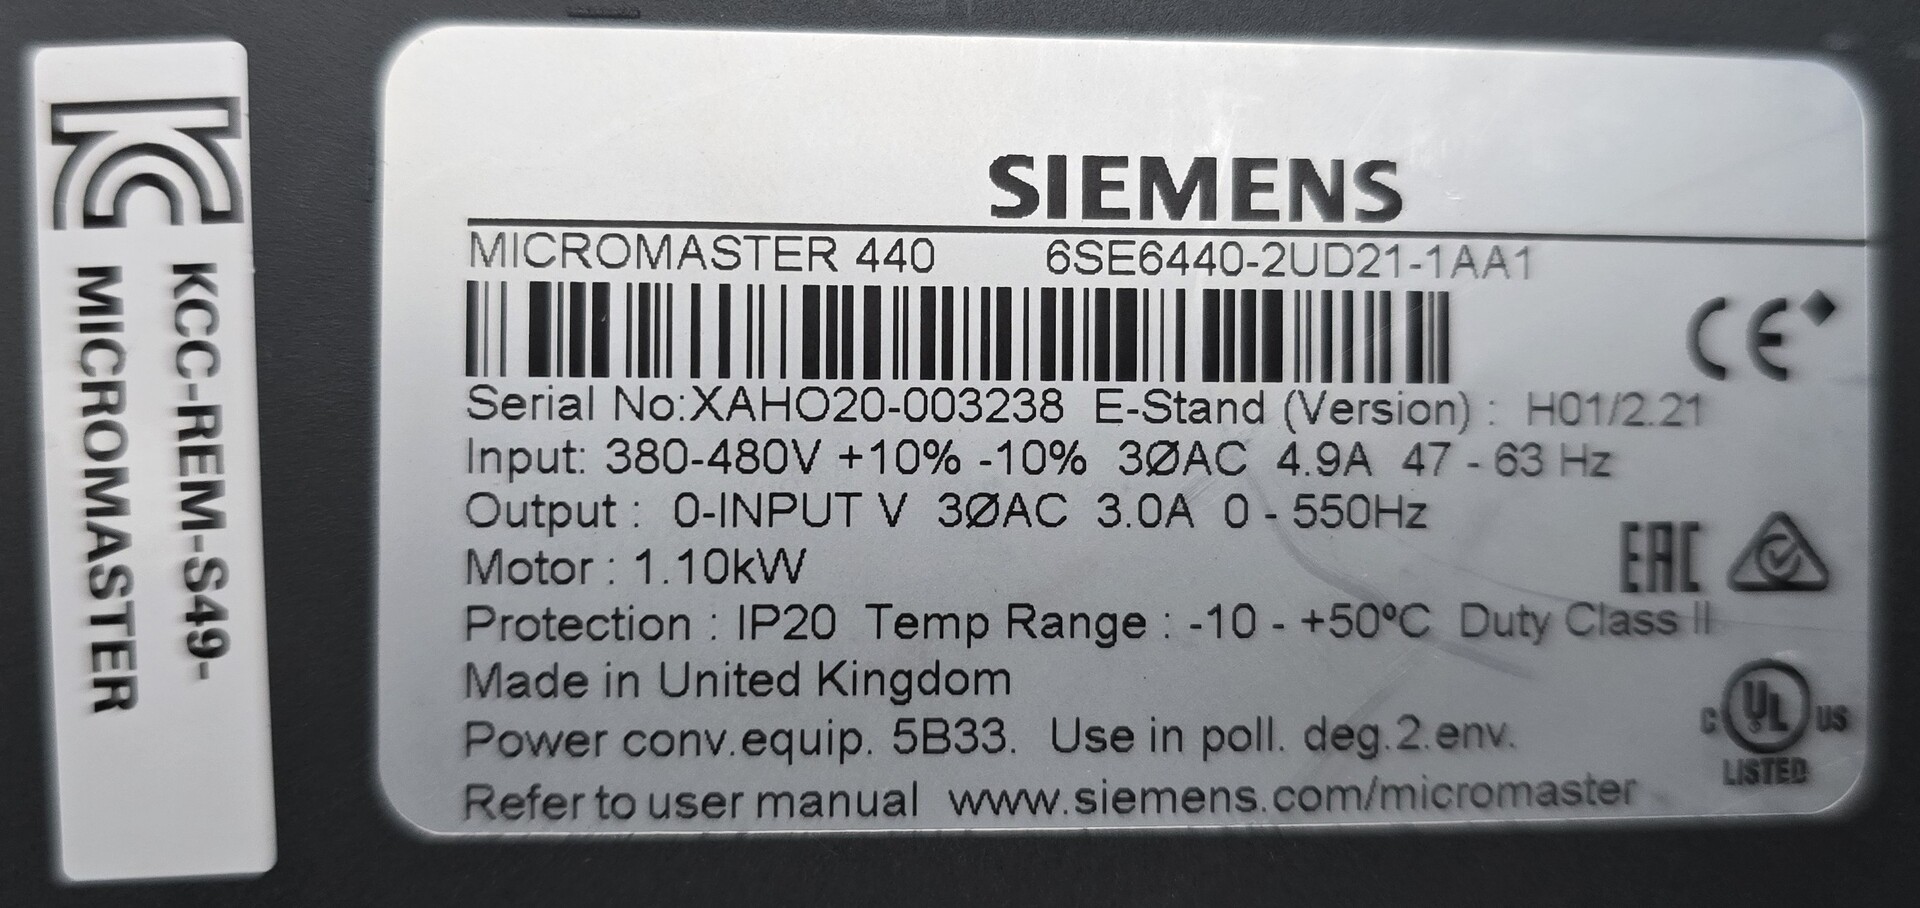 KCC-REM-S49-
MICROMASTER
SIEMENS
MICROMASTER 440 6SE6440-2UD21-1AA1
CE
Serial No:XAHO20-003238 E-Stand (Version) : H01/2.21
Input: 380-480V +10% -10% 3ØAC 4.9A 47 - 63 Hz
Output : 0-INPUT V 3ØAC 3.0A 0 - 550Hz
Motor : 1.10kW
EAC
Protection : IP20 Temp Range : -10 - +50ºC Duty Class II
Made in United Kingdom
Power conv.equip. 5B33. Use in poll. deg.2.env.
C UL US
LISTED
Refer to user manual www.siemens.com/micromaster